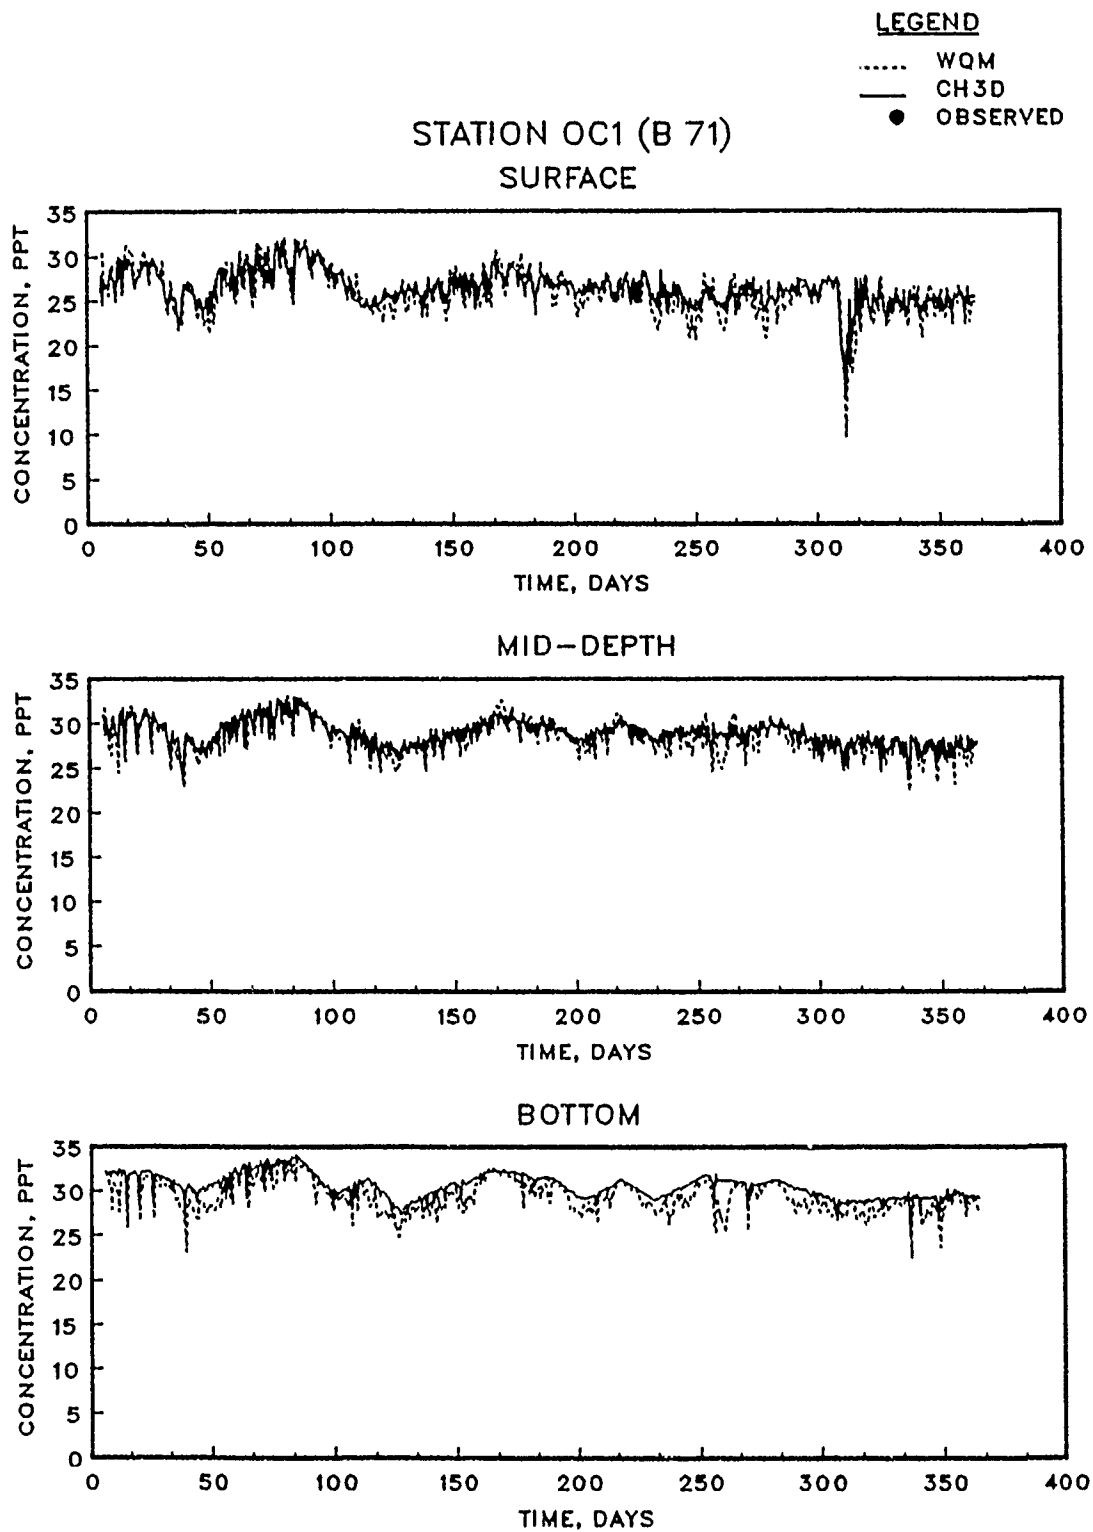 LEGEND
WQM
CH3D
OBSERVED
STATION OC1 (B 71)
SURFACE
CONCENTRATION, PPT
35
30
25
20
15
10
5
0
0 50 100 150 200 250 300 350 400
TIME, DAYS
MID-DEPTH
CONCENTRATION, PPT
35
30
25
20
15
10
5
0
0 50 100 150 200 250 300 350 400
TIME, DAYS
BOTTOM
CONCENTRATION, PPT
35
30
25
20
15
10
5
0
0 50 100 150 200 250 300 350 400
TIME, DAYS